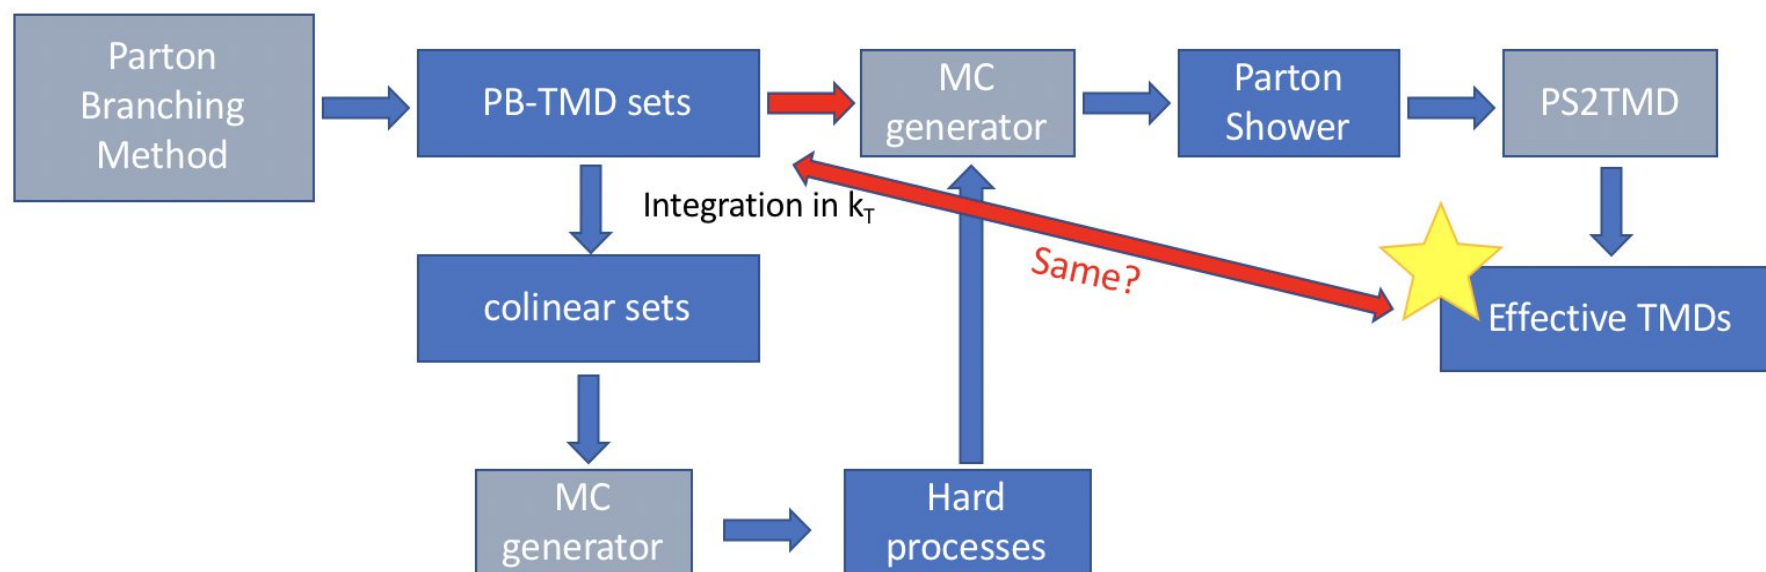 Parton
Branching
Method
PB-TMD sets
MC
generator
Parton
Shower
PS2TMD
Integration in kT
Same?
colinear sets
Effective TMDs
MC
generator
Hard
processes